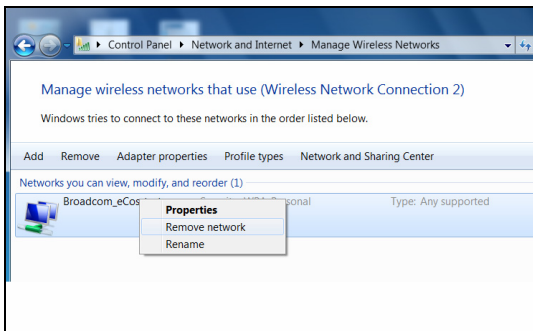 Control Panel Network and Internet Manage Wireless Networks
Manage wireless networks that use (Wireless Network Connection 2)
Windows tries to connect to these networks in the order listed below.
Add Remove Adapter properties Profile types Network and Sharing Center
Networks you can view, modify, and reorder (1)
Type: Any supported
Properties
Remove network
Rename